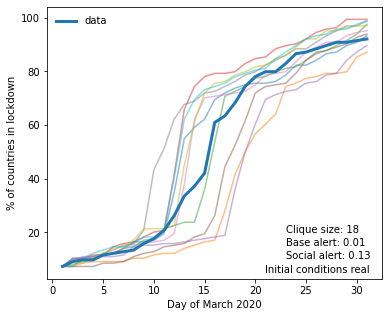 data
% of countries in lockdown
100
80
60
40
20
Clique size: 18
Base alert: 0.01
Social alert: 0.13
Initial conditions real
0 5 10 15 20 25 30
Day of March 2020